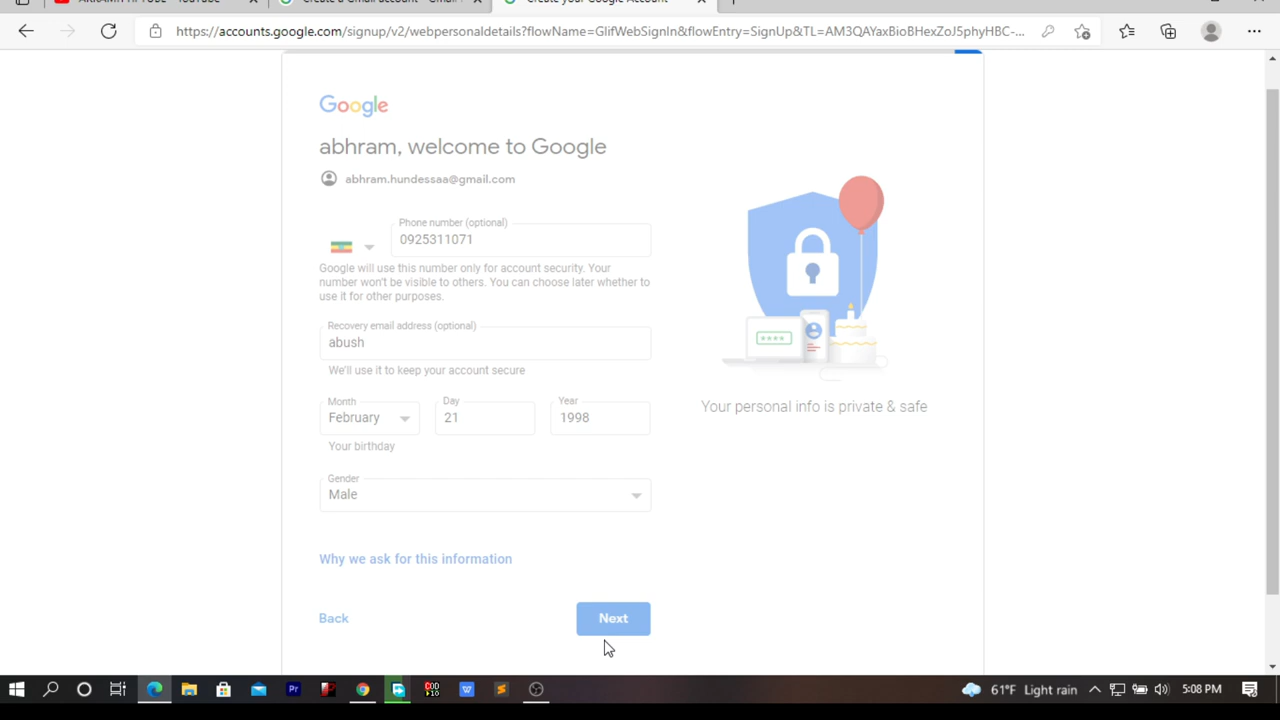 https://accounts.google.com/signup/v2/webpersonaldetails?flowName=GlifWebSignIn&flowEntry=SignUp&TL=AM3QAYaxBioBHexZoJ5phyHBC-...
Google
abhram, welcome to Google
abhram.hundessaa@gmail.com
Phone number (optional)
0925311071
Google will use this number only for account security. Your
number won't be visible to others. You can choose later whether to
use it for other purposes.
Recovery email address (optional)
abush
We'll use it to keep your account secure
Month Day Year
February 21 1998
Your birthday
Gender
Male
Why we ask for this information
Back Next
Your personal info is private & safe
Pr COD 10 W S 61°F Light rain 5:08 PM